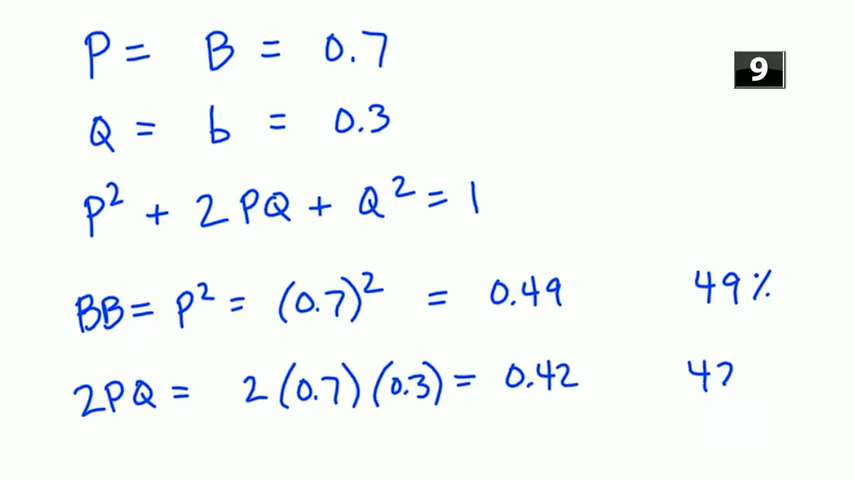 P = B = 0.7
9
Q = b = 0.3
P² + 2PQ + Q² = 1
BB = P² = (0.7)² = 0.49 49%
2PQ = 2(0.7)(0.3) = 0.42 42